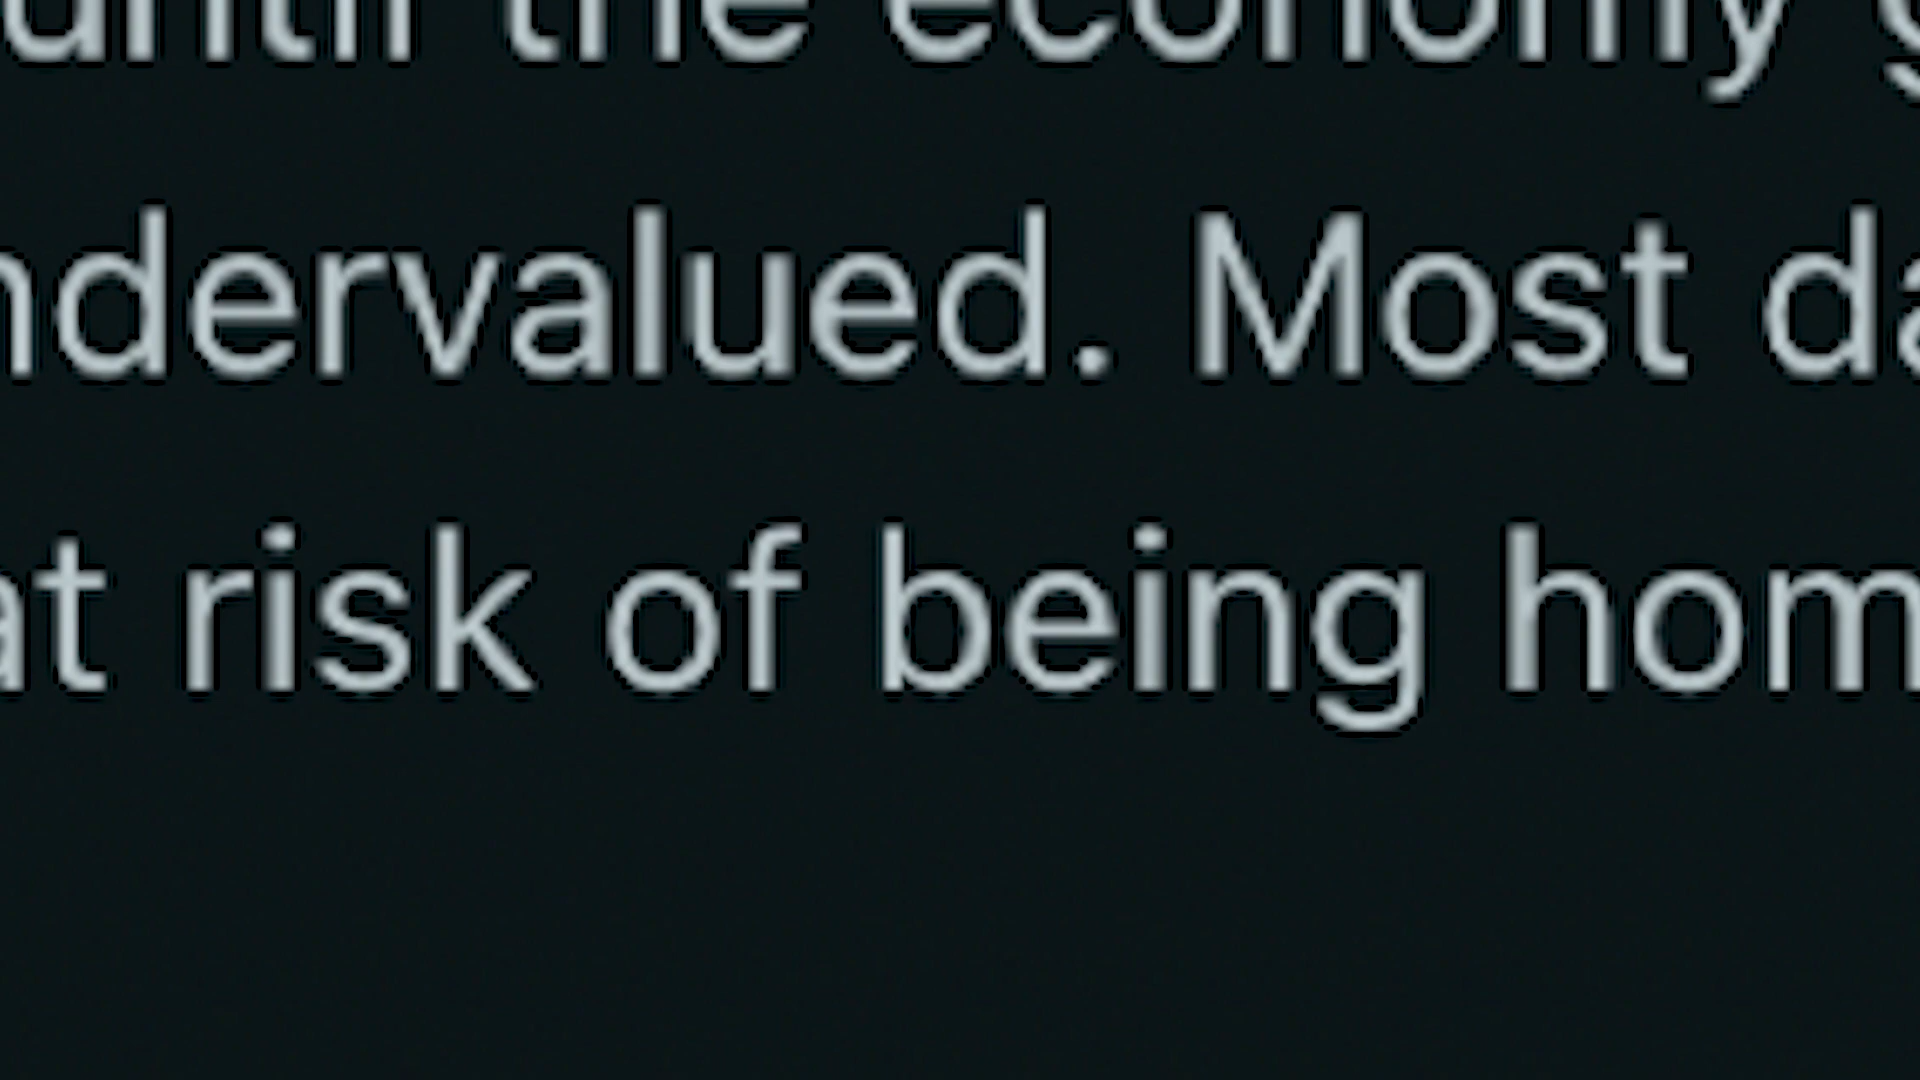 until the economy
ndervalued. Most da
at risk of being hom